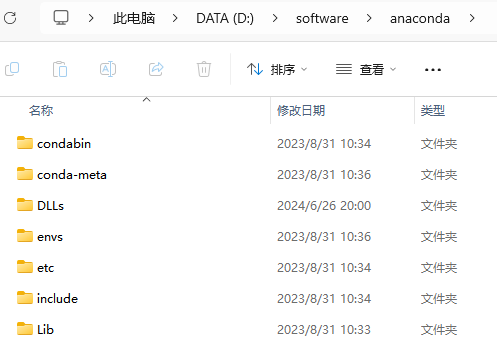 此电脑 > DATA (D:) > software > anaconda >
排序 查看 ...
名称 修改日期 类型
condabin 2023/8/31 10:34 文件夹
conda-meta 2023/8/31 10:36 文件夹
DLLs 2024/6/26 20:00 文件夹
envs 2023/8/31 10:36 文件夹
etc 2023/8/31 10:34 文件夹
include 2023/8/31 10:34 文件夹
Lib 2023/8/31 10:33 文件夹